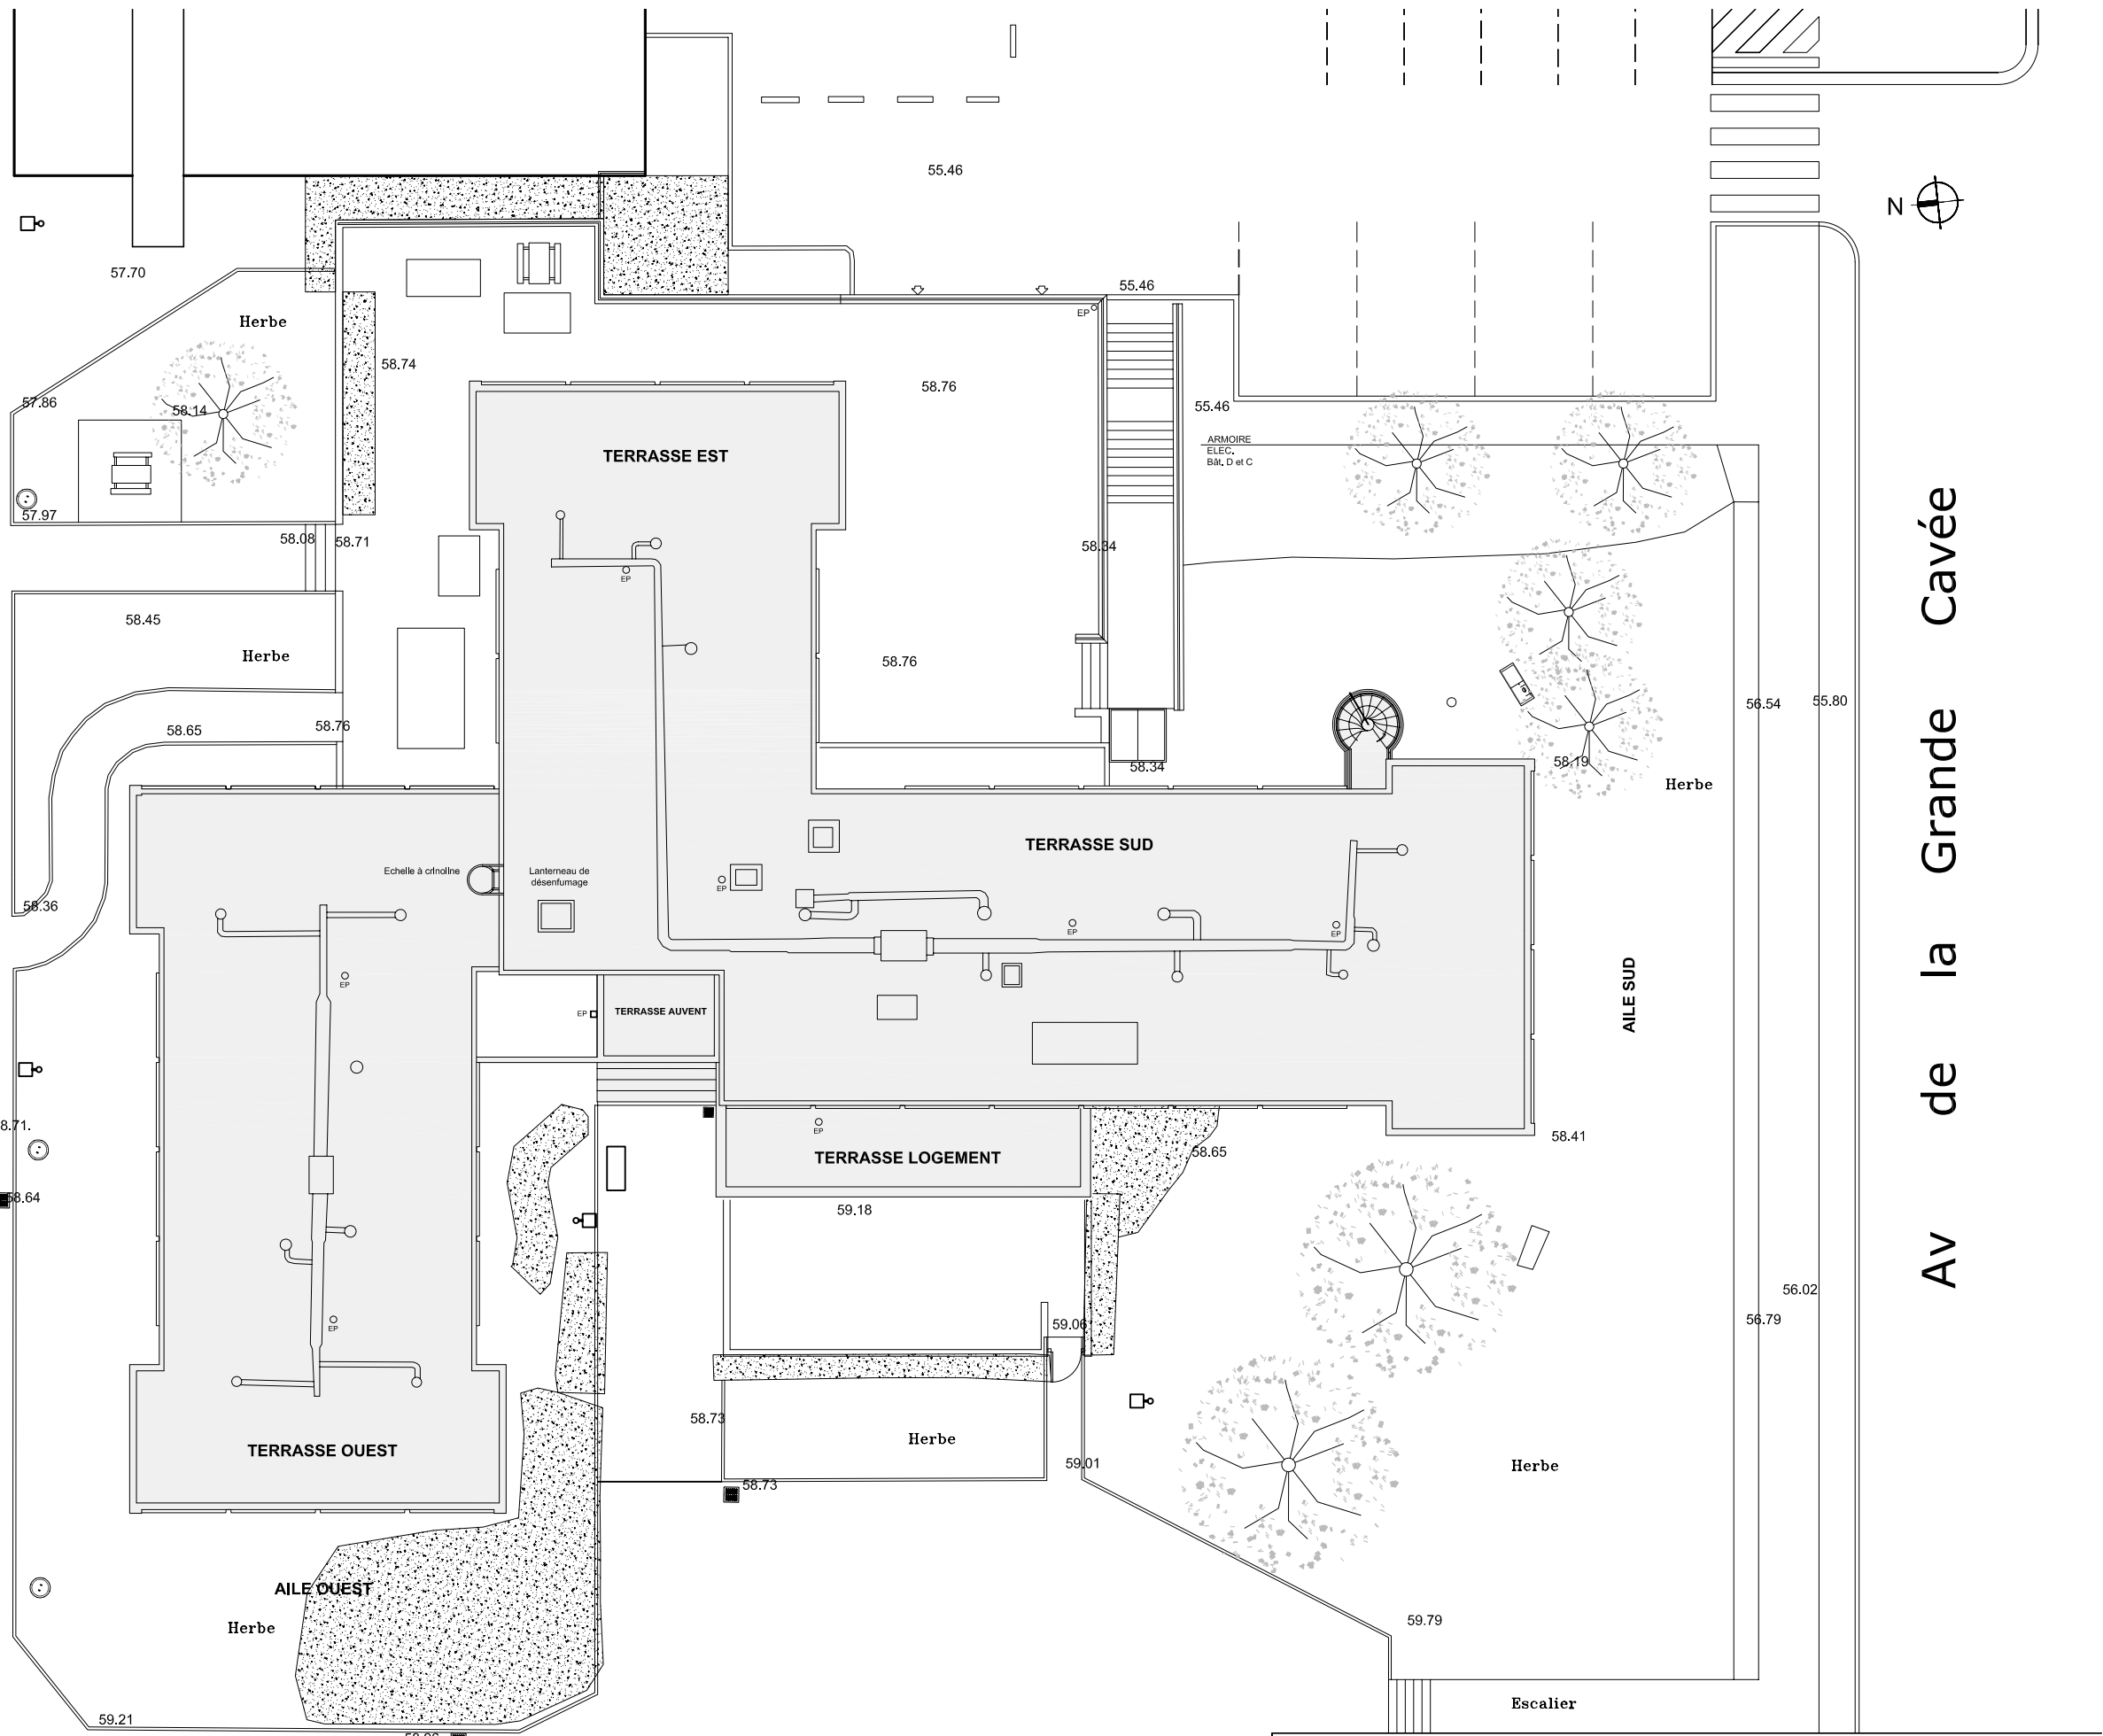 55.46
N
57.70
55.46
EP
Herbe
58.74
58.76
57.86
58.14
55.46
TERRASSE EST
ARMOIRE
ELEC.
Bât. D et C
57.97
58.08
58.71
58.34
EP
58.45
Herbe
58.76
58.65
58.76
56.54
55.80
58.34
58.19
Herbe
Av de la Grande Cavée
TERRASSE SUD
Echelle à crinoline
Lanterneau de
désenfumage
EP
58.36
EP
EP
EP
AILE SUD
EP
TERRASSE AUVENT
8.71.
EP
58.41
TERRASSE LOGEMENT
58.65
58.64
59.18
56.02
EP
59.06
56.79
58.73
Herbe
TERRASSE OUEST
59.01
Herbe
58.73
AILE OUEST
Herbe
59.79
Escalier
59.21